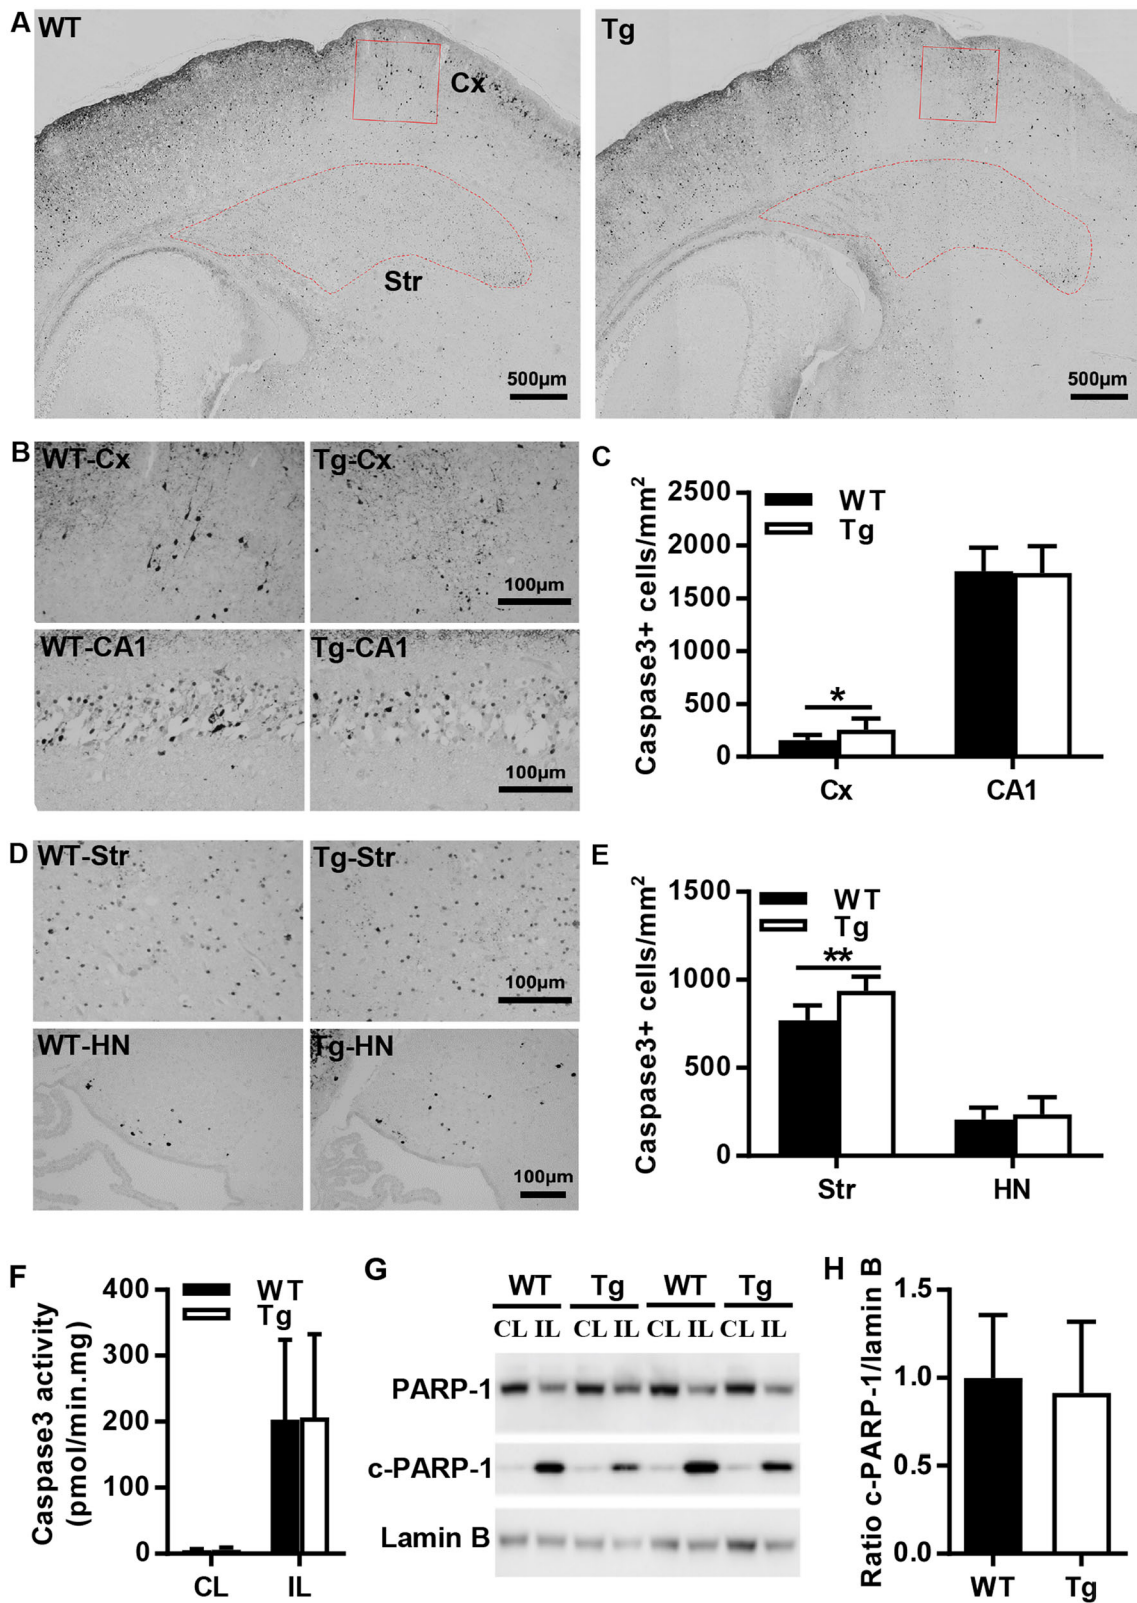 A
WT
Cx
Str
500μm
Tg
500μm
B
WT-Cx
Tg-Cx
100μm
WT-CA1
Tg-CA1
100μm
C
Caspase3+ cells/mm²
2500
2000
1500
1000
500
0
WT
Tg
*
Cx
CA1
D
WT-Str
Tg-Str
100μm
WT-HN
Tg-HN
100μm
E
Caspase3+ cells/mm²
1500
1000
500
0
WT
Tg
**
Str
HN
F
Caspase3 activity
(pmol/min.mg)
400
300
200
100
0
WT
Tg
CL
IL
G
WT Tg WT Tg
CL IL CL IL CL IL CL IL
PARP-1
c-PARP-1
Lamin B
H
Ratio c-PARP-1/lamin B
1.5
1.0
0.5
0.0
WT
Tg